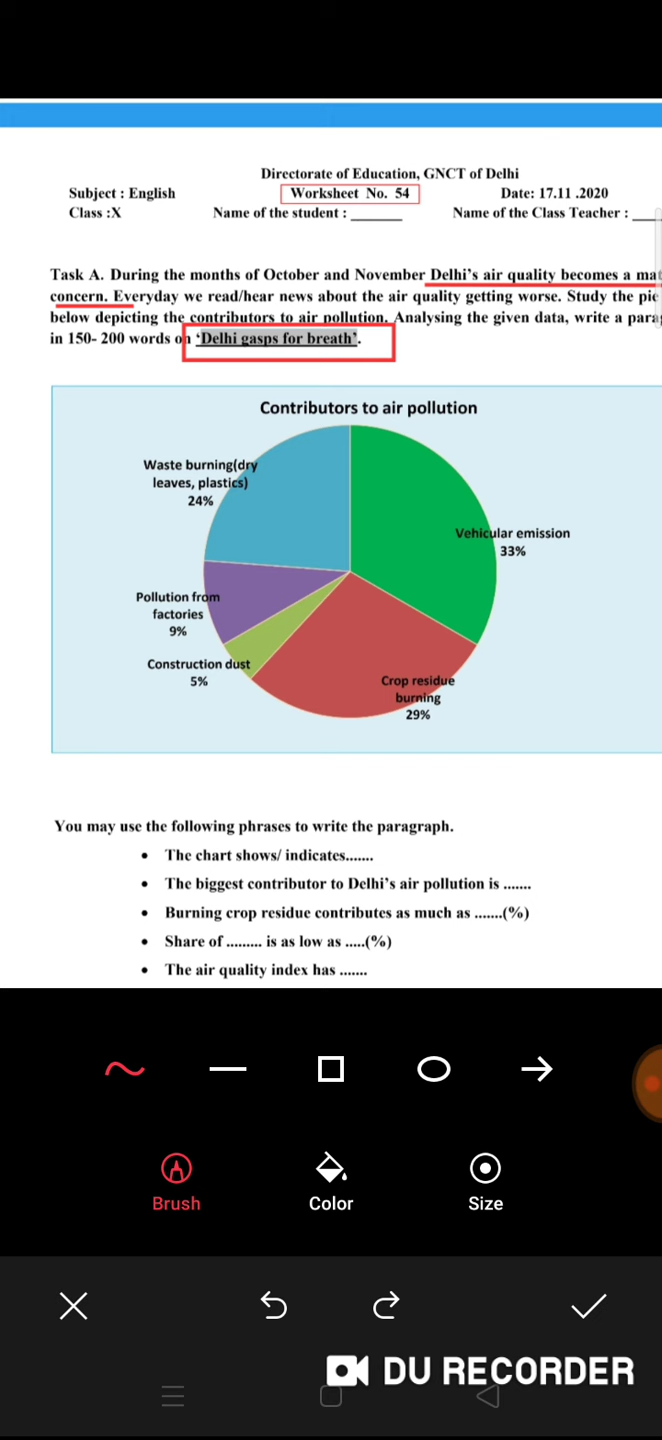 Directorate of Education, GNCT of Delhi
Subject : English Worksheet No. 54 Date: 17.11 .2020
Class :X Name of the student : ______ Name of the Class Teacher : ___
Task A. During the months of October and November Delhi's air quality becomes a
concern. Everyday we read/hear news about the air quality getting worse. Study the pie
below depicting the contributors to air pollution. Analysing the given data, write a
in 150- 200 words on 'Delhi gasps for breath'.
Contributors to air pollution
Waste burning(dry
leaves, plastics)
24%
Vehicular emission
33%
Pollution from
factories
9%
Construction dust
5%
Crop residue
burning
29%
You may use the following phrases to write the paragraph.
• The chart shows/ indicates.......
• The biggest contributor to Delhi's air pollution is .......
• Burning crop residue contributes as much as .......(%)
• Share of ......... is as low as .....(%)
• The air quality index has .......
Brush Color Size
DU RECORDER